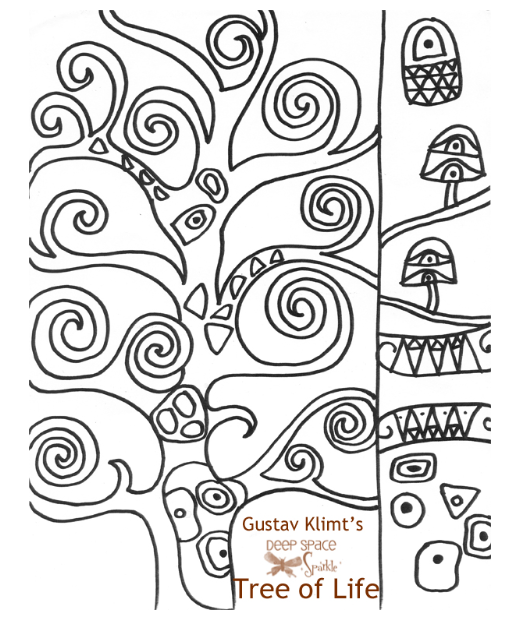 Gustav Klimt's
DEEP SPACE
Sparkle
Tree of Life